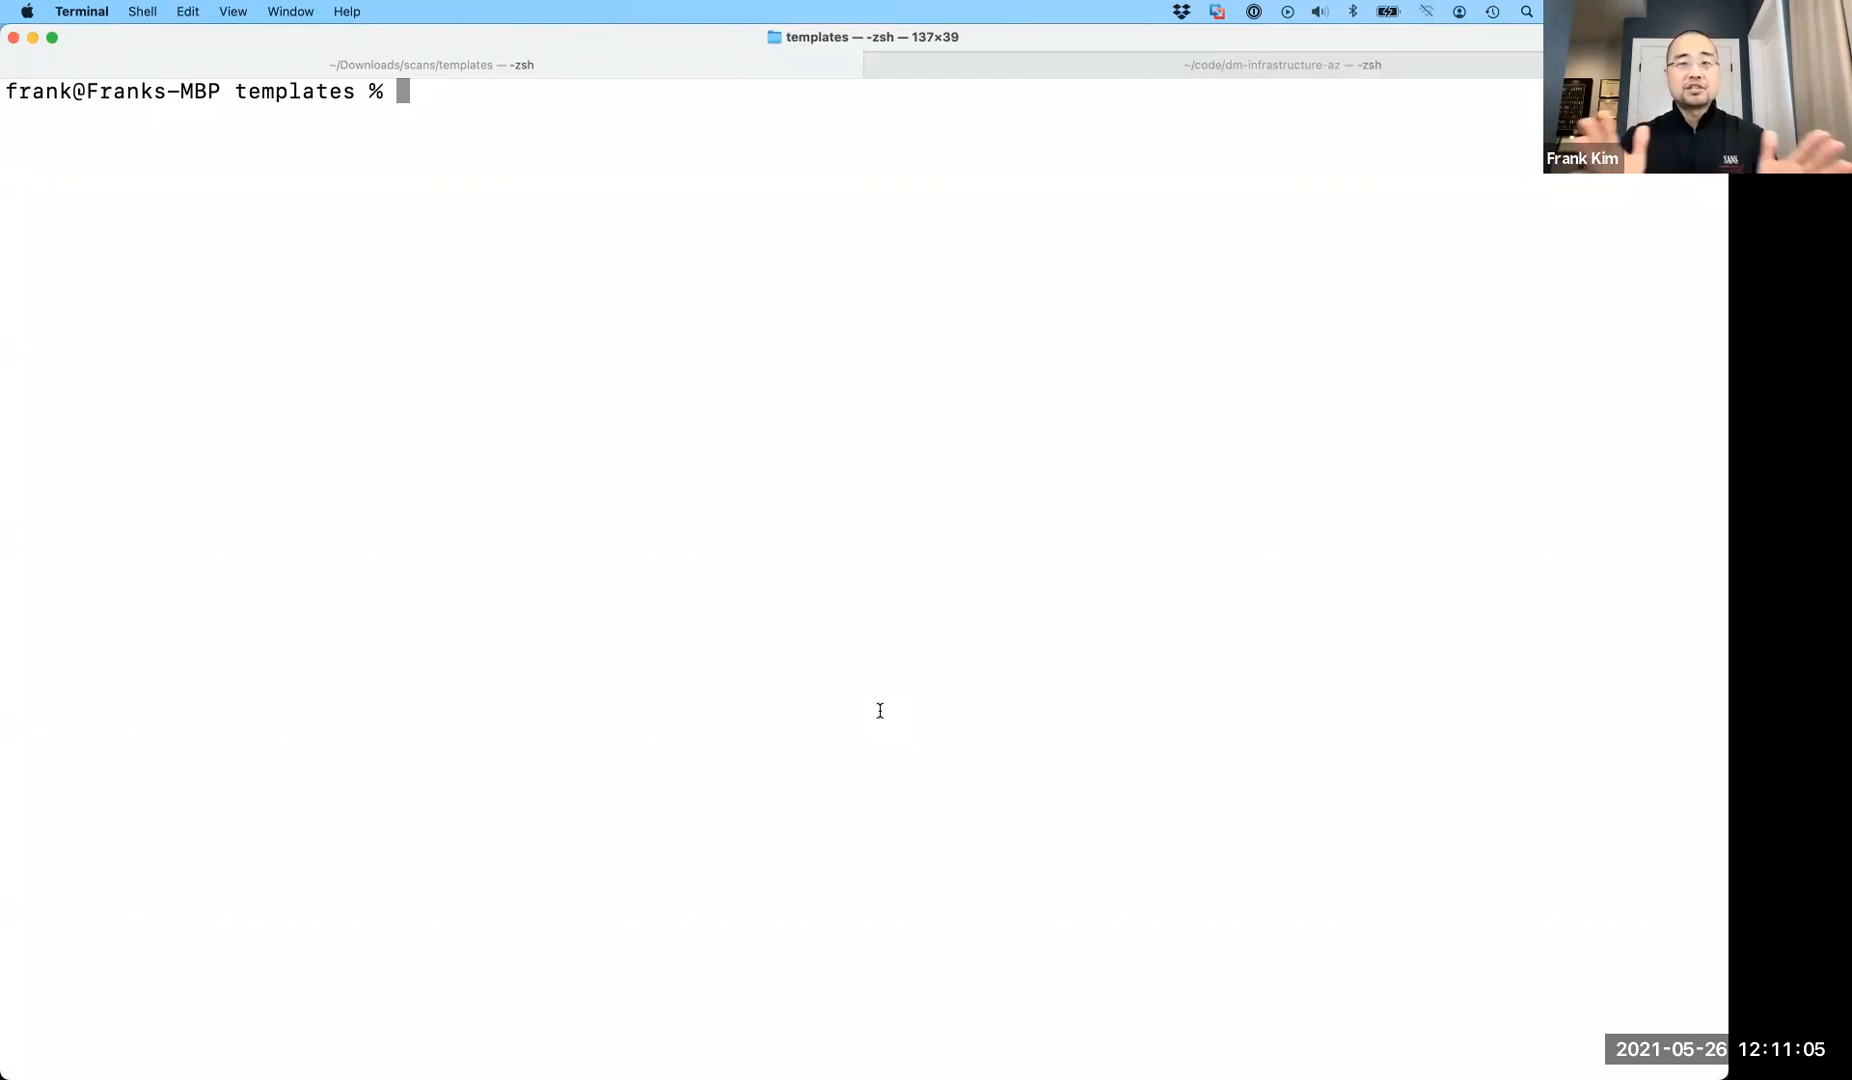 Terminal Shell Edit View Window Help
templates — -zsh — 137×39
~/Downloads/scans/templates — -zsh
~/code/dm-infrastructure-az — -zsh
frank@Franks-MBP templates %
SANS
Frank Kim
2021-05-26 12:11:05